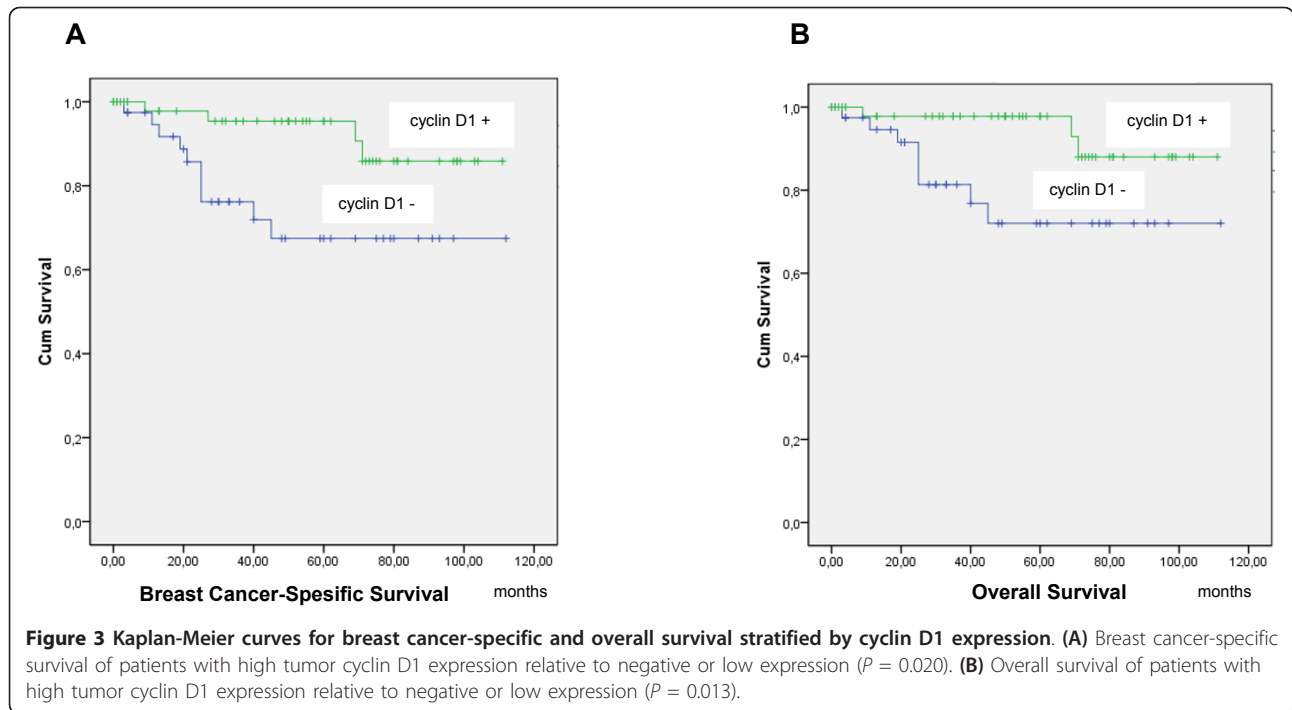 A
B
1,0
0,8
0,6
0,4
0,2
0,0
Cum Survival
cyclin D1 +
cyclin D1 -
0,00 20,00 40,00 60,00 80,00 100,00 120,00
Breast Cancer-Spesific Survival months
1,0
0,8
0,6
0,4
0,2
0,0
Cum Survival
cyclin D1 +
cyclin D1 -
0,00 20,00 40,00 60,00 80,00 100,00 120,00
Overall Survival months
Figure 3 Kaplan-Meier curves for breast cancer-specific and overall survival stratified by cyclin D1 expression. (A) Breast cancer-specific
survival of patients with high tumor cyclin D1 expression relative to negative or low expression (P = 0.020). (B) Overall survival of patients with
high tumor cyclin D1 expression relative to negative or low expression (P = 0.013).